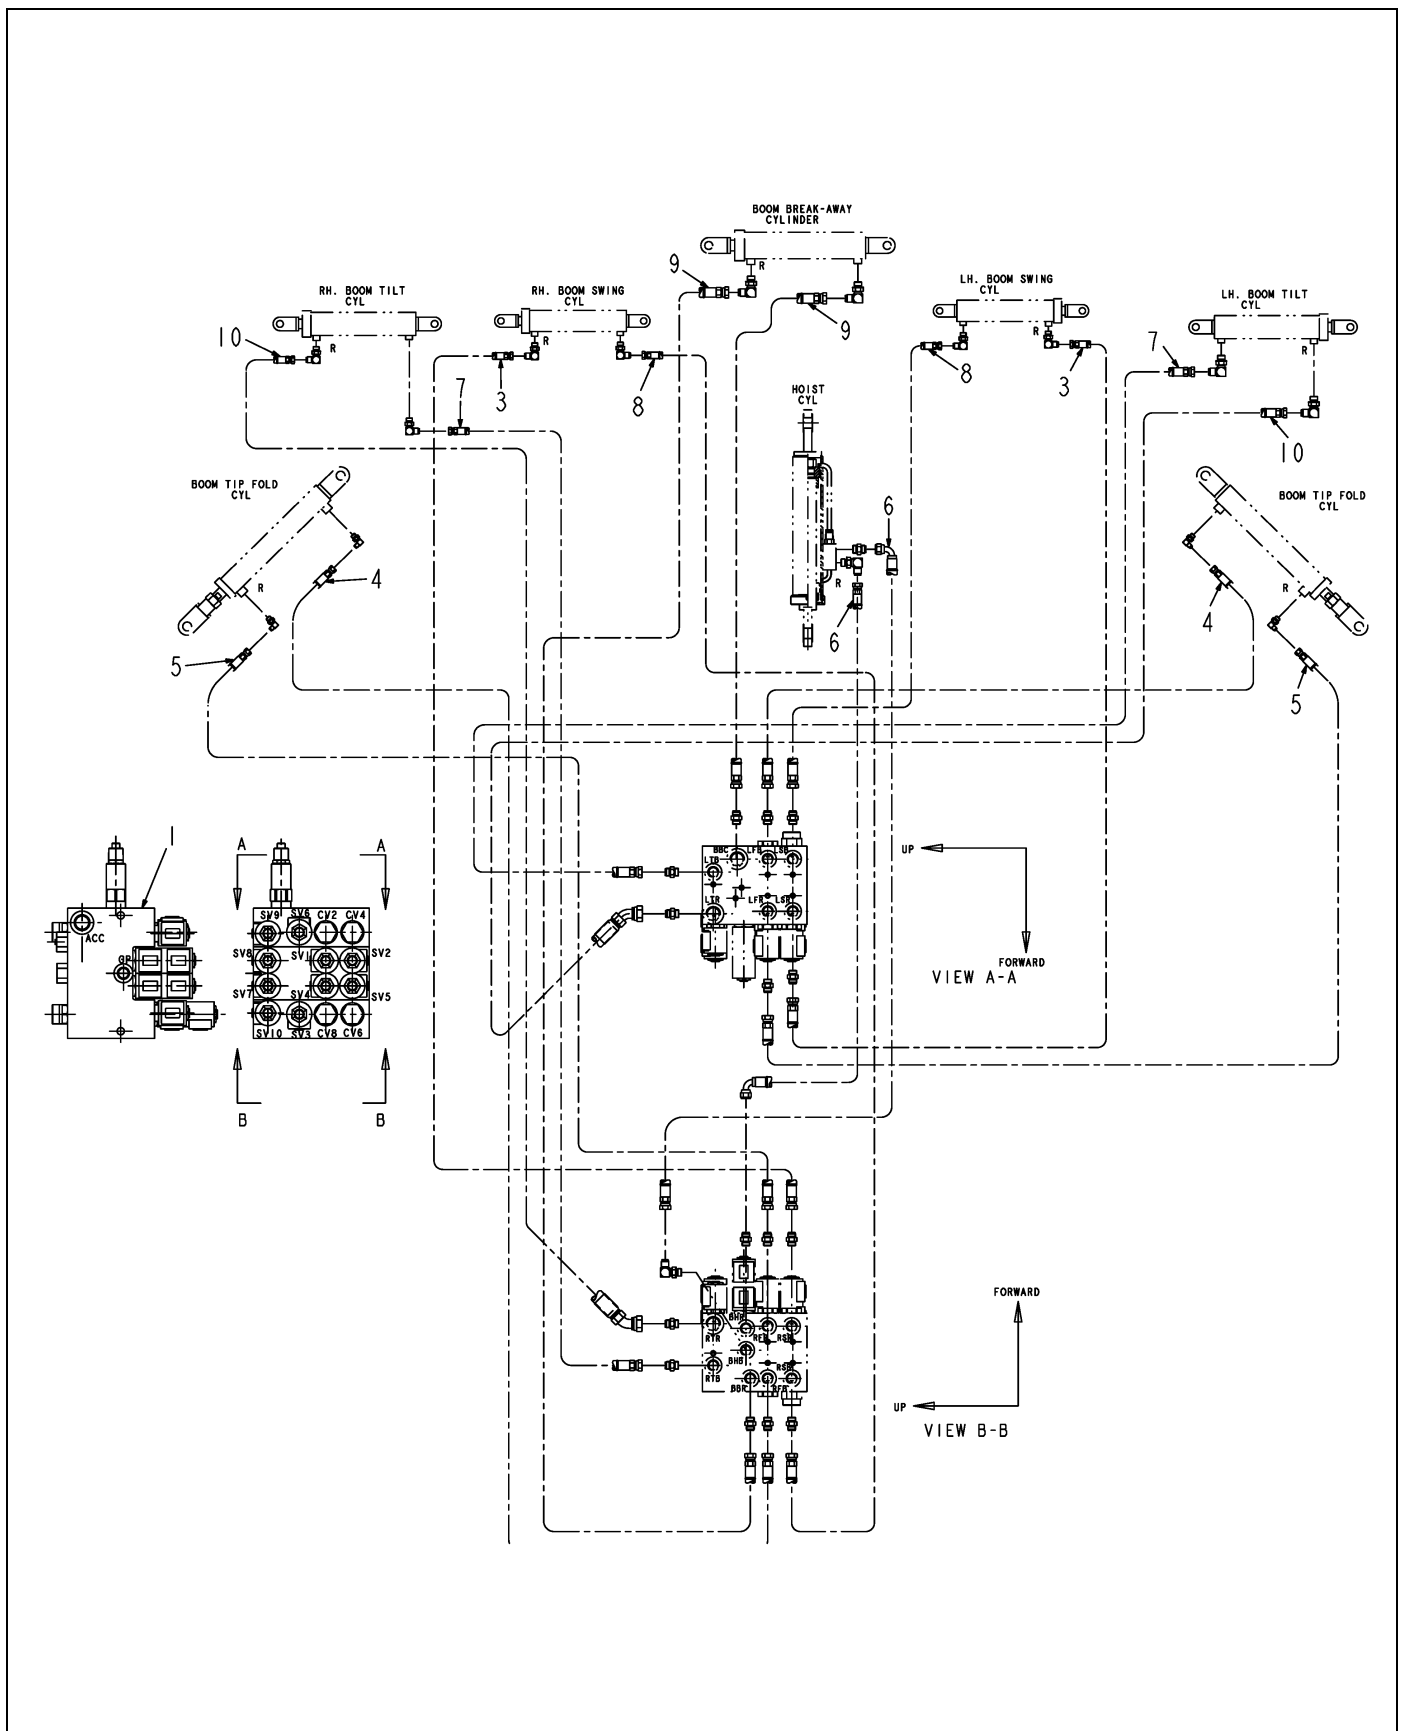 BOOM BREAK-AWAY
CYLINDER
R
9
9
RH. BOOM TILT
CYL
R
10
7
RH. BOOM SWING
CYL
R
3
8
LH. BOOM SWING
CYL
R
8
3
LH. BOOM TILT
CYL
R
7
10
HOIST
CYL
R
6
6
BOOM TIP FOLD
CYL
R
4
5
BOOM TIP FOLD
CYL
R
4
5
1
ACC
GP
A
A
SV9
SV6
CV2
CV4
SV8
SV1
SV2
SV7
SV4
SV5
SV10
SV3
CV8
CV6
B
B
BBC
LFB
LSB
LTB
LTR
LFR
LSR
UP
FORWARD
VIEW A-A
BHR
RTR
RFR
RSR
BHB
RSB
RTB
BBR
RFB
FORWARD
UP
VIEW B-B